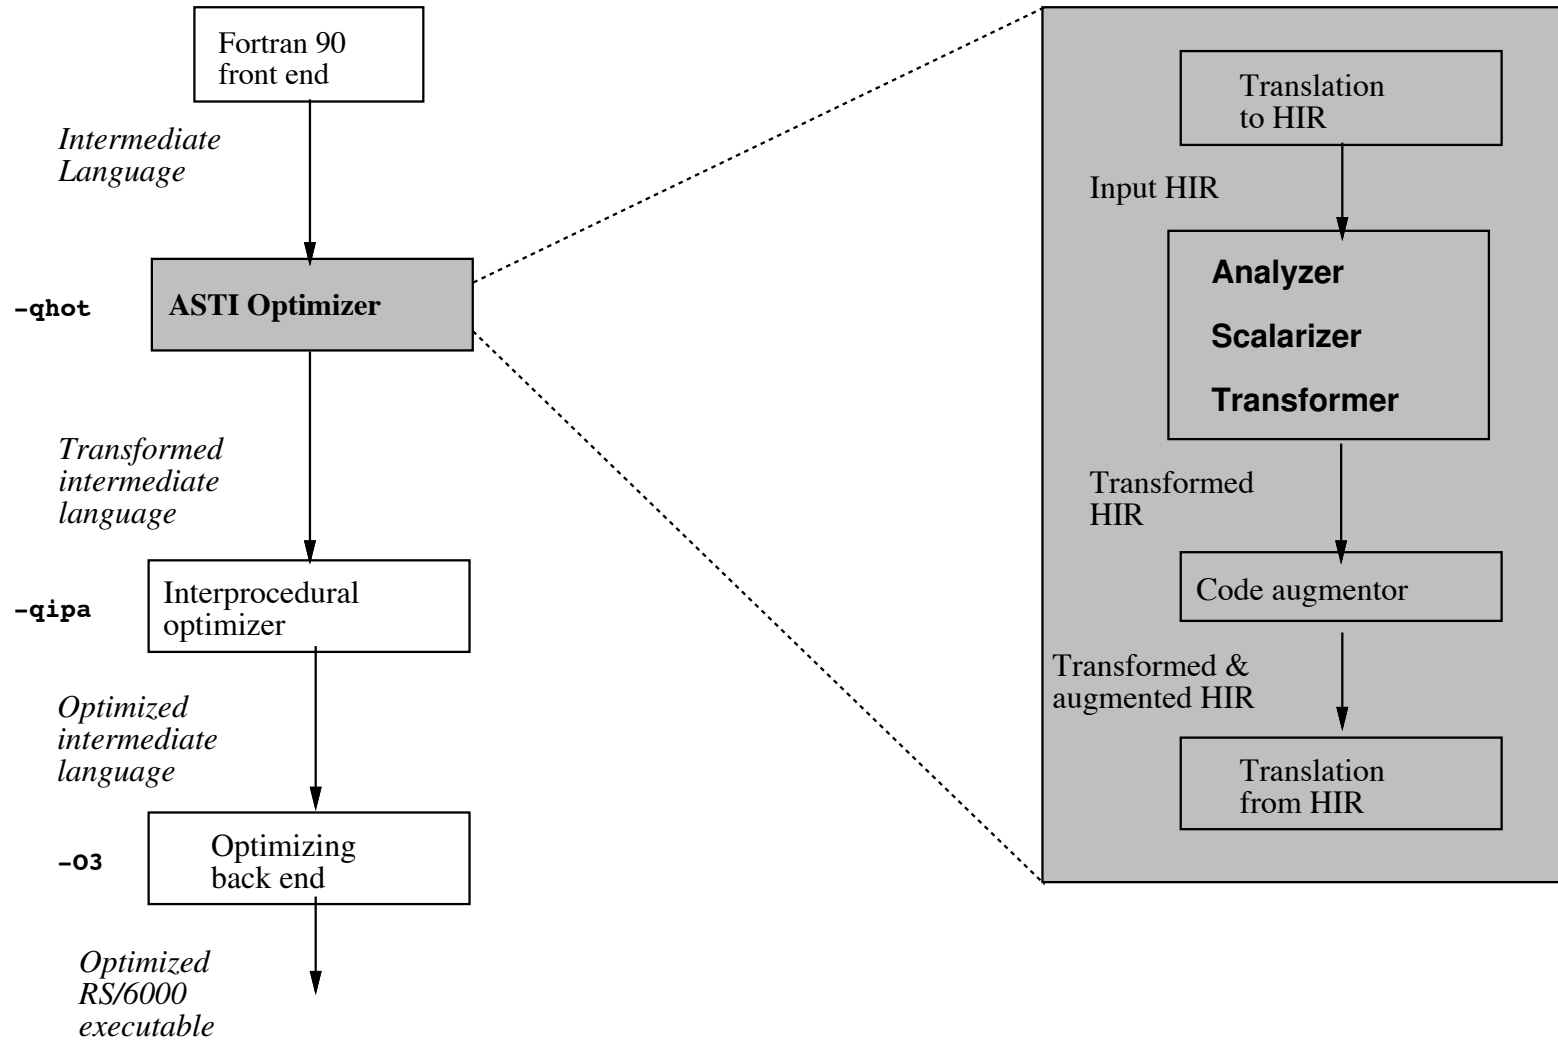 Fortran 90
front end
Intermediate
Language
-qhot
ASTI Optimizer
Transformed
intermediate
language
-qipa
Interprocedural
optimizer
Optimized
intermediate
language
-O3
Optimizing
back end
Optimized
RS/6000
executable
Translation
to HIR
Input HIR
Analyzer
Scalarizer
Transformer
Transformed
HIR
Code augmentor
Transformed &
augmented HIR
Translation
from HIR